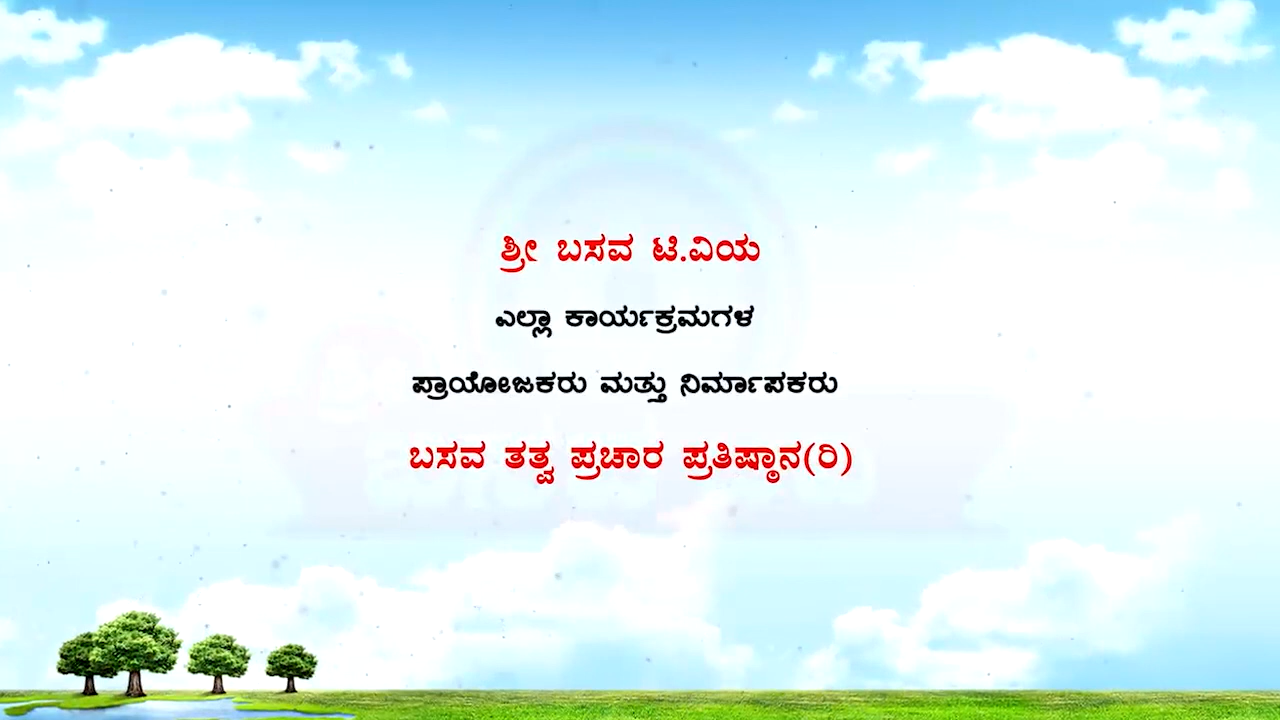 ಶ್ರೀ ಬಸವ ಟಿ.ವಿಯ
ಎಲ್ಲಾ ಕಾರ್ಯಕ್ರಮಗಳ
ಪ್ರಾಯೋಜಕರು ಮತ್ತು ನಿರ್ಮಾಪಕರು
ಬಸವ ತತ್ವ ಪ್ರಚಾರ ಪ್ರತಿಷ್ಠಾನ(ರಿ)